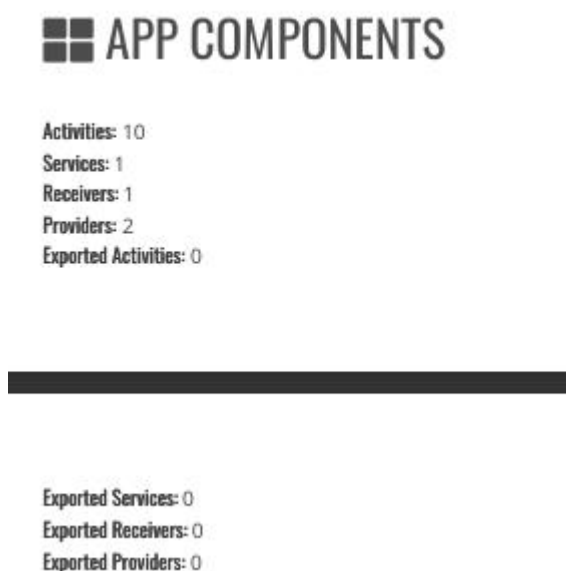 APP COMPONENTS
Activities: 10
Services: 1
Receivers: 1
Providers: 2
Exported Activities: 0
Exported Services: 0
Exported Receivers: 0
Exported Providers: 0